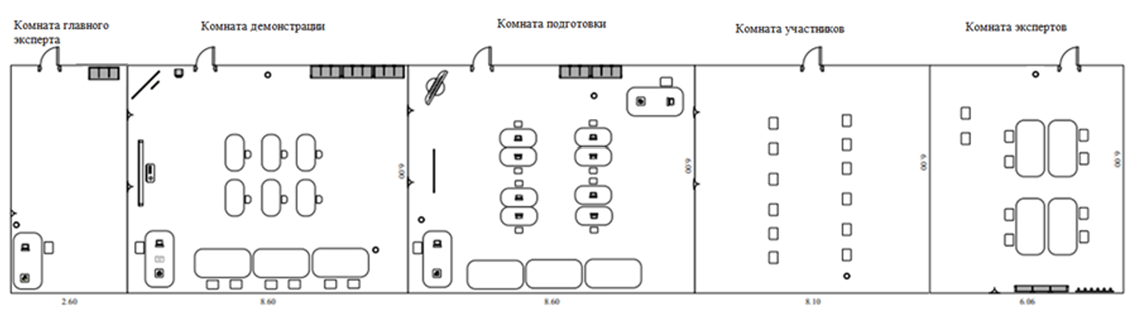 Комната главного
эксперта
Комната демонстрации
Комната подготовки
Комната участников
Комната экспертов
6.00
6.00
6.00
6.00
2.60
8.60
8.60
8.10
6.06